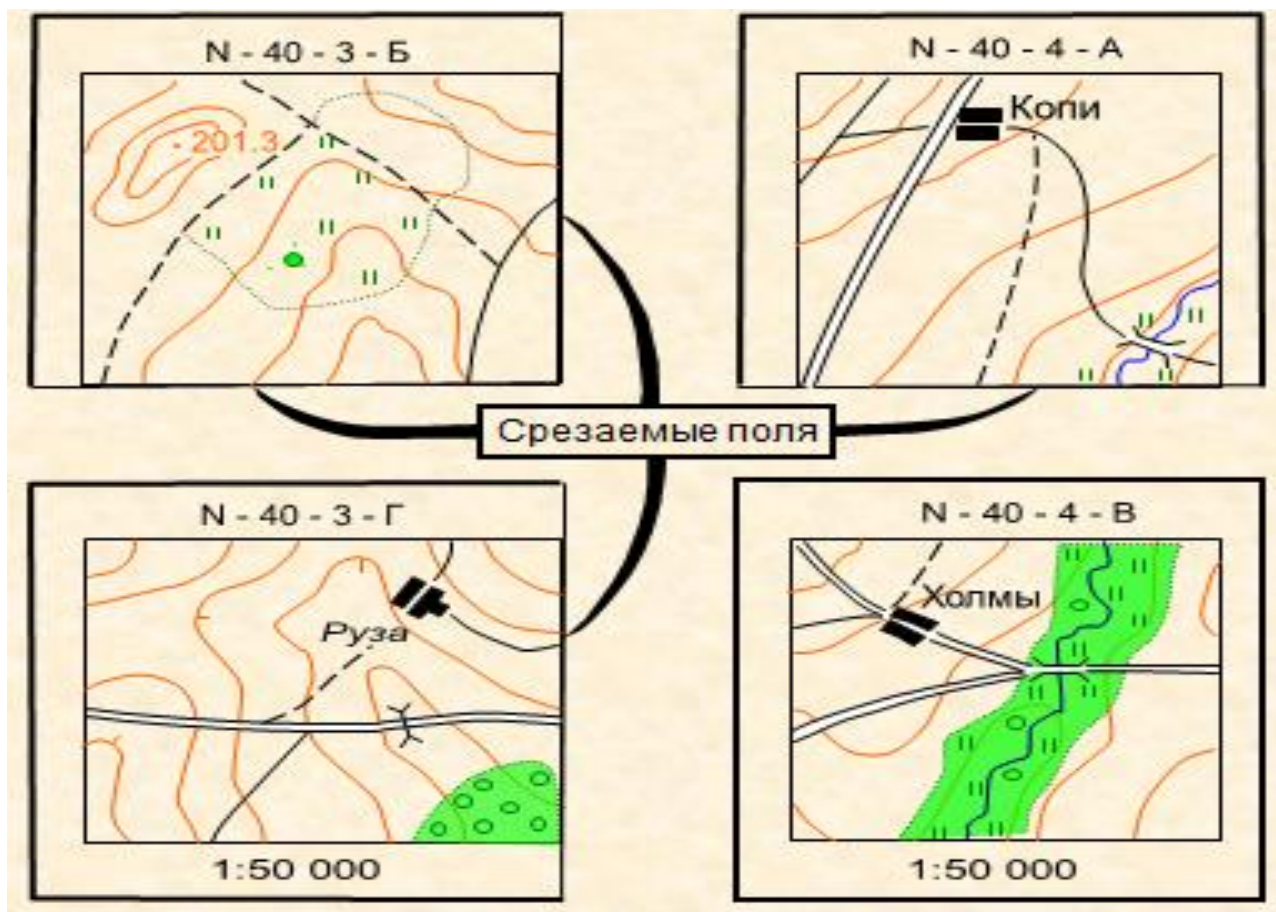 N - 40 - 3 - Б
201.3
N - 40 - 4 - А
Копи
Срезаемые поля
N - 40 - 3 - Г
Руза
1:50 000
N - 40 - 4 - В
Холмы
1:50 000